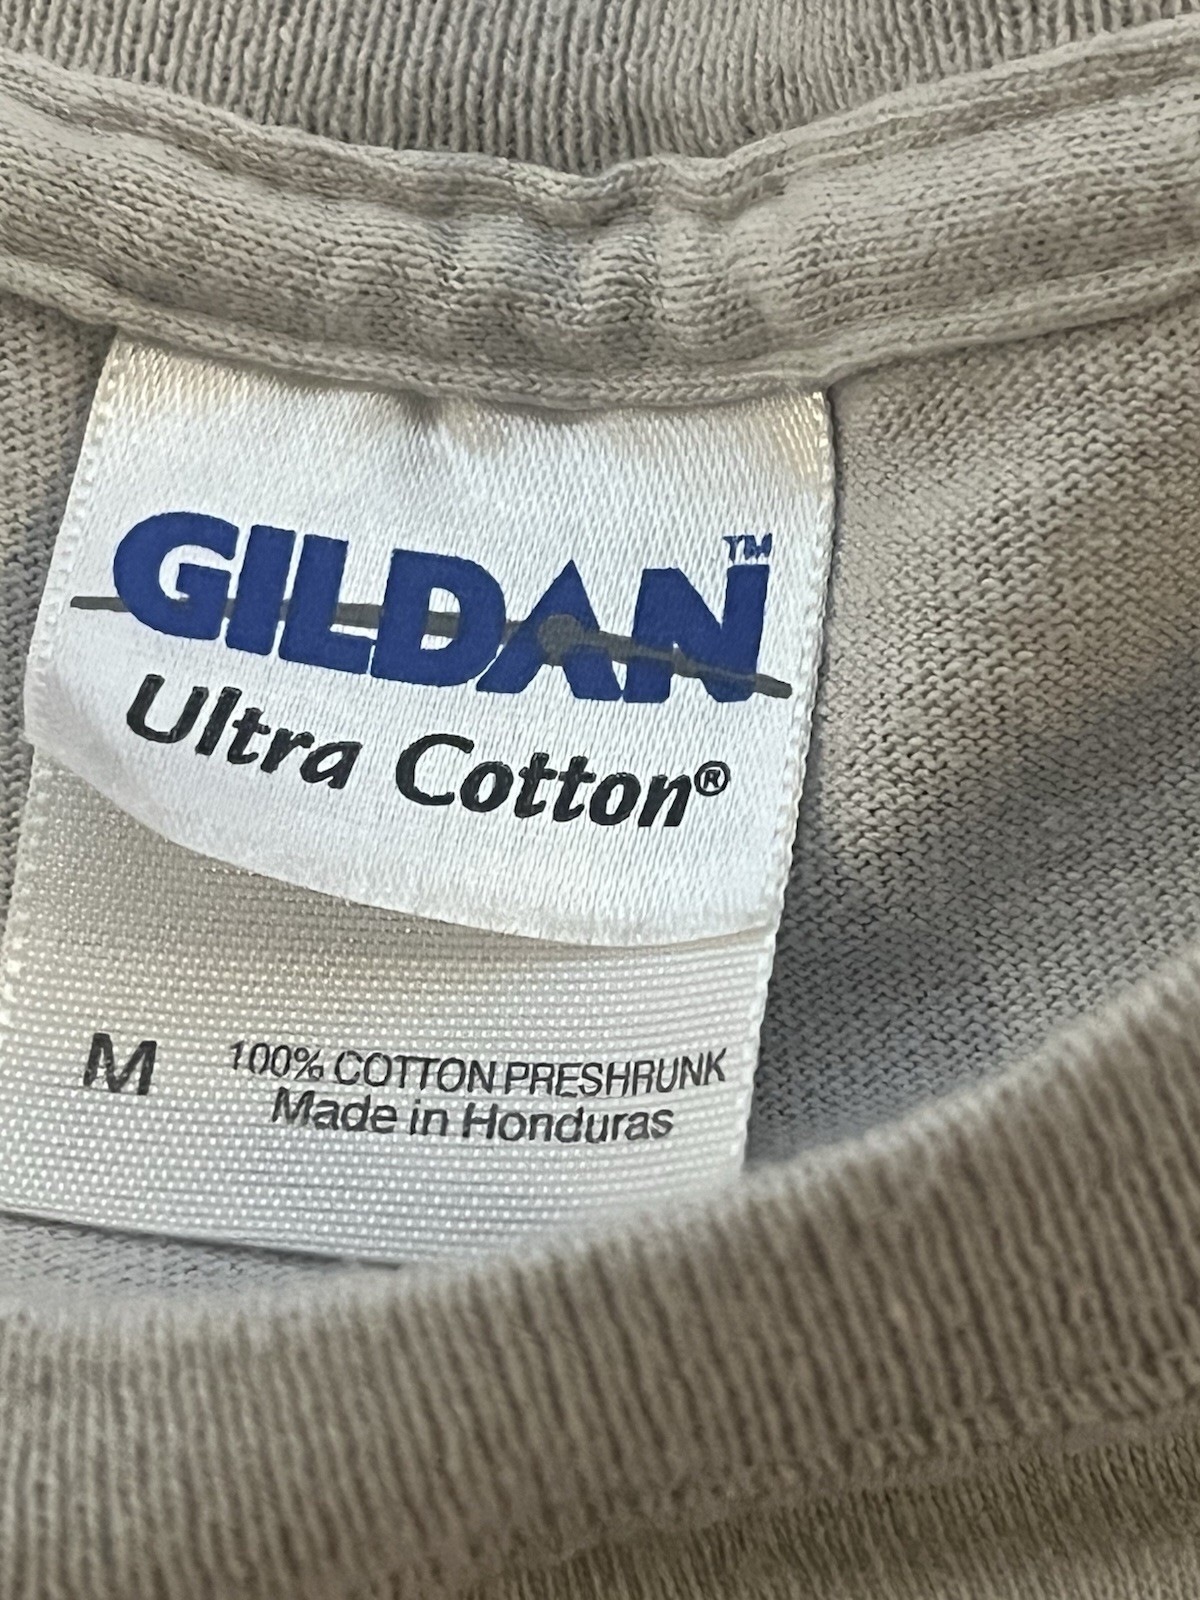 GILDAN™
Ultra Cotton®
M 100% COTTON PRESHRUNK
Made in Honduras